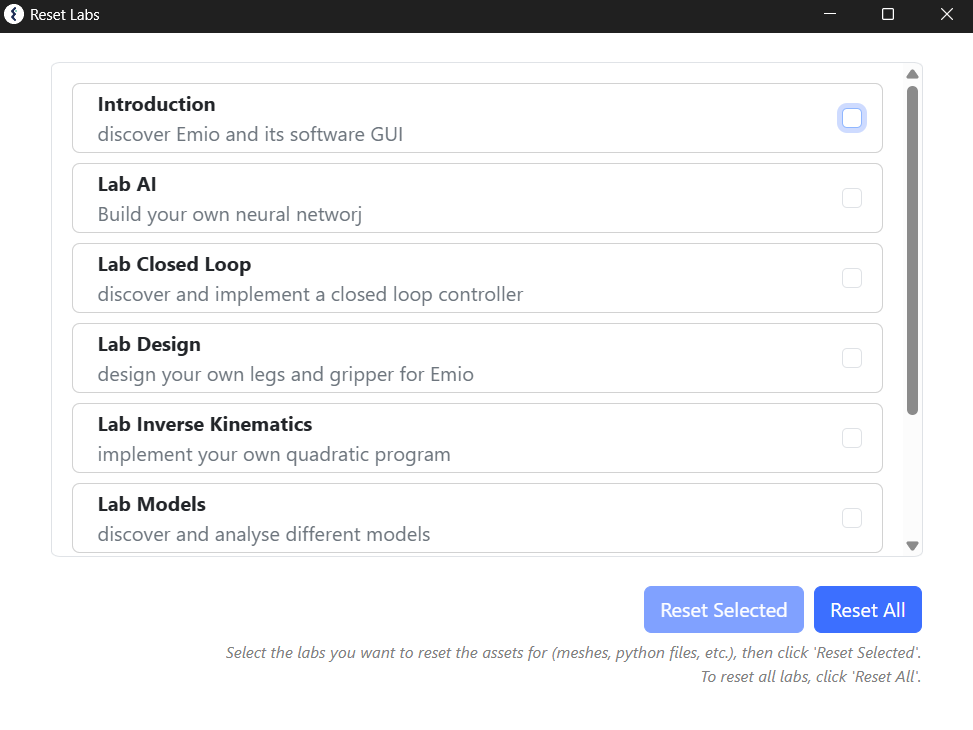 Reset Labs
Introduction
discover Emio and its software GUI
Lab AI
Build your own neural networj
Lab Closed Loop
discover and implement a closed loop controller
Lab Design
design your own legs and gripper for Emio
Lab Inverse Kinematics
implement your own quadratic program
Lab Models
discover and analyse different models
Reset Selected
Reset All
Select the labs you want to reset the assets for (meshes, python files, etc.), then click 'Reset Selected'.
To reset all labs, click 'Reset All'.